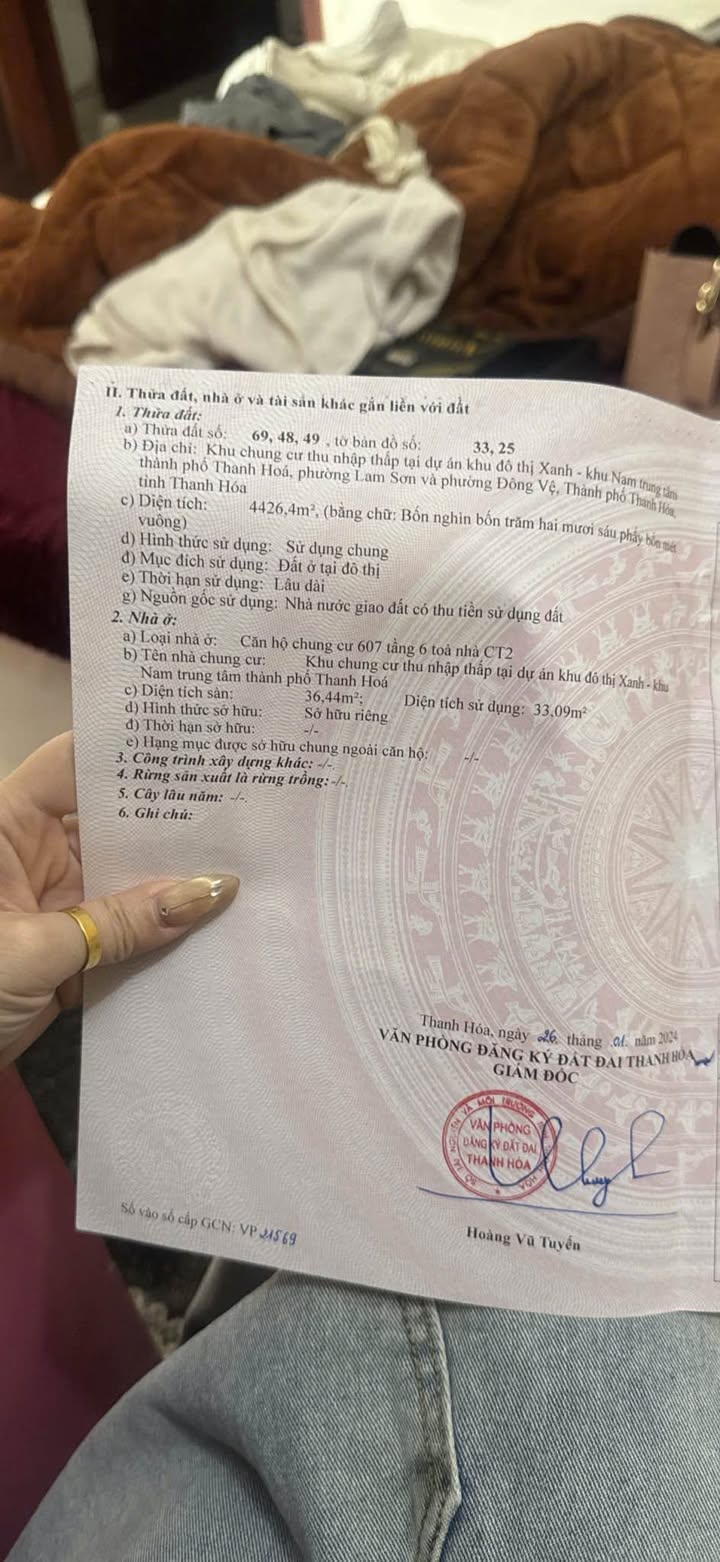 II. Thửa đất, nhà ở và tài sản khác gắn liền với đất
1. Thửa đất:
a) Thửa đất số: 69, 48, 49 , tờ bản đồ số: 33, 25
b) Địa chỉ: Khu chung cư thu nhập thấp tại dự án khu đô thị Xanh - khu Nam trung tâm
thành phố Thanh Hoá, phường Lam Sơn và phường Đông Vệ, Thành phố Thanh Hóa,
tỉnh Thanh Hóa
c) Diện tích: 4426,4m², (bằng chữ: Bốn nghìn bốn trăm hai mươi sáu phẩy bốn mét
vuông)
d) Hình thức sử dụng: Sử dụng chung
đ) Mục đích sử dụng: Đất ở tại đô thị
e) Thời hạn sử dụng: Lâu dài
g) Nguồn gốc sử dụng: Nhà nước giao đất có thu tiền sử dụng đất
2. Nhà ở:
a) Loại nhà ở: Căn hộ chung cư 607 tầng 6 toà nhà CT2
b) Tên nhà chung cư: Khu chung cư thu nhập thấp tại dự án khu đô thị Xanh - khu
Nam trung tâm thành phố Thanh Hoá
c) Diện tích sàn: 36,44m²; Diện tích sử dụng: 33,09m²
d) Hình thức sở hữu: Sở hữu riêng
đ) Thời hạn sở hữu: -/-
e) Hạng mục được sở hữu chung ngoài căn hộ: -/-
3. Công trình xây dựng khác: -/-.
4. Rừng sản xuất là rừng trồng: -/-.
5. Cây lâu năm: -/-.
6. Ghi chú:
Thanh Hóa, ngày 26 tháng .01. năm 2024
VĂN PHÒNG ĐĂNG KÝ ĐẤT ĐAI THANH HÓA
GIÁM ĐỐC
VĂN PHÒNG
ĐĂNG KÝ ĐẤT ĐAI
THANH HÓA
Hoàng Vũ Tuyến
Số vào sổ cấp GCN: VP 21569